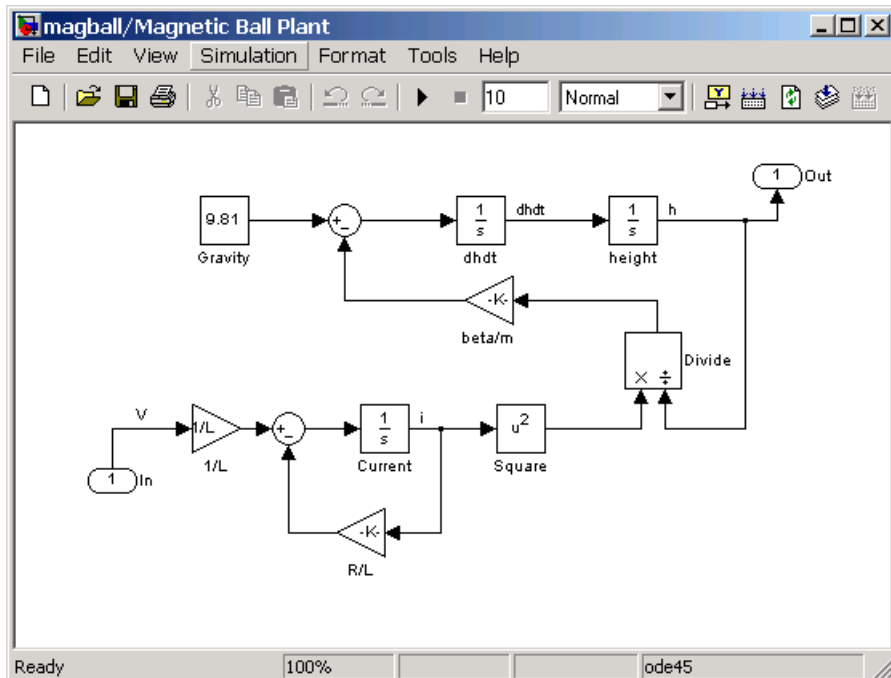 magball/Magnetic Ball Plant
File Edit View Simulation Format Tools Help
10 Normal
1 Out
9.81
Gravity
+
-
1
s
dhdt
dhdt
1
s
height
h
-K-
beta/m
× ÷
Divide
V
1
In
1/L
1/L
+
-
1
s
Current
i
u2
Square
-K-
R/L
Ready 100% ode45